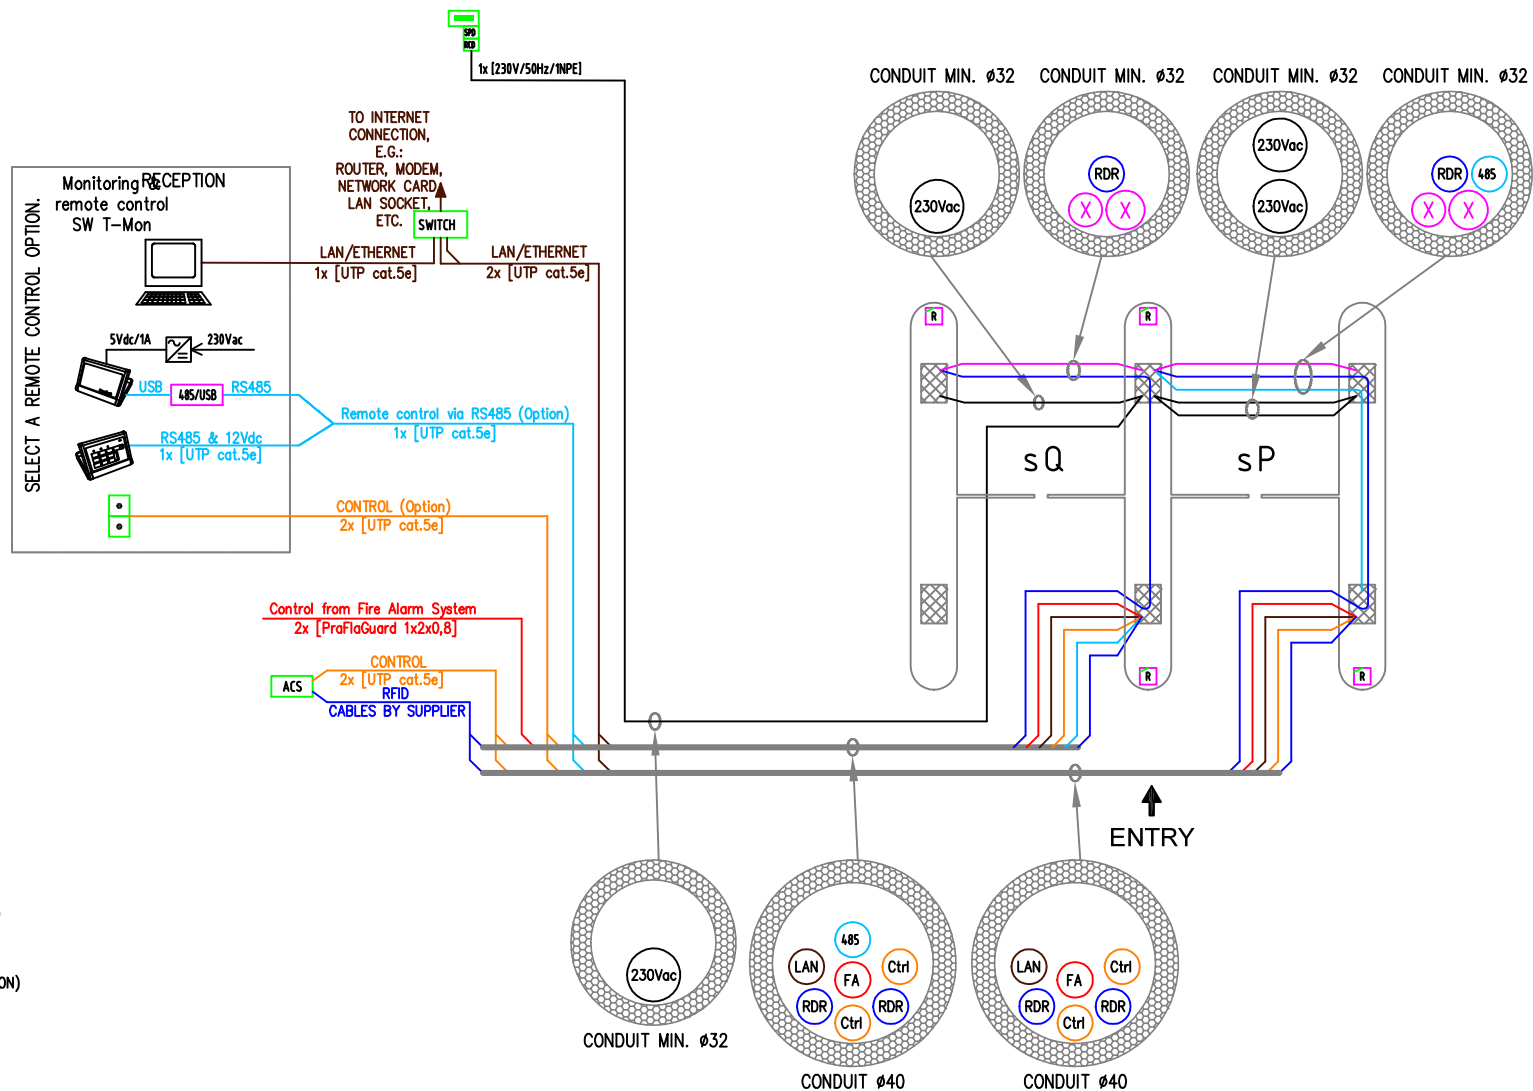 SPD
RCD
1x [230V/50Hz/1NPE]
TO INTERNET
CONNECTION,
E.G.:
ROUTER, MODEM,
NETWORK CARD
LAN SOCKET,
ETC.
SWITCH
LAN/ETHERNET
1x [UTP cat.5e]
LAN/ETHERNET
2x [UTP cat.5e]
SELECT A REMOTE CONTROL OPTION.
RECEPTION
Monitoring &
remote control
SW T-Mon
5Vdc/1A
230Vac
USB
485/USB
RS485
RS485 & 12Vdc
1x [UTP cat.5e]
Remote control via RS485 (Option)
1x [UTP cat.5e]
CONTROL (Option)
2x [UTP cat.5e]
Control from Fire Alarm System
2x [PraFlaGuard 1x2x0,8]
ACS
CONTROL
2x [UTP cat.5e]
RFID
CABLES BY SUPPLIER
CONDUIT MIN. ø32
230Vac
CONDUIT MIN. ø32
RDR
X X
CONDUIT MIN. ø32
230Vac
230Vac
CONDUIT MIN. ø32
RDR 485
X X
R
R
sQ
sP
R
R
ENTRY
230Vac
CONDUIT MIN. ø32
485
LAN FA Ctrl
RDR RDR
Ctrl
CONDUIT ø40
LAN FA Ctrl
RDR RDR
Ctrl
CONDUIT ø40
ON)